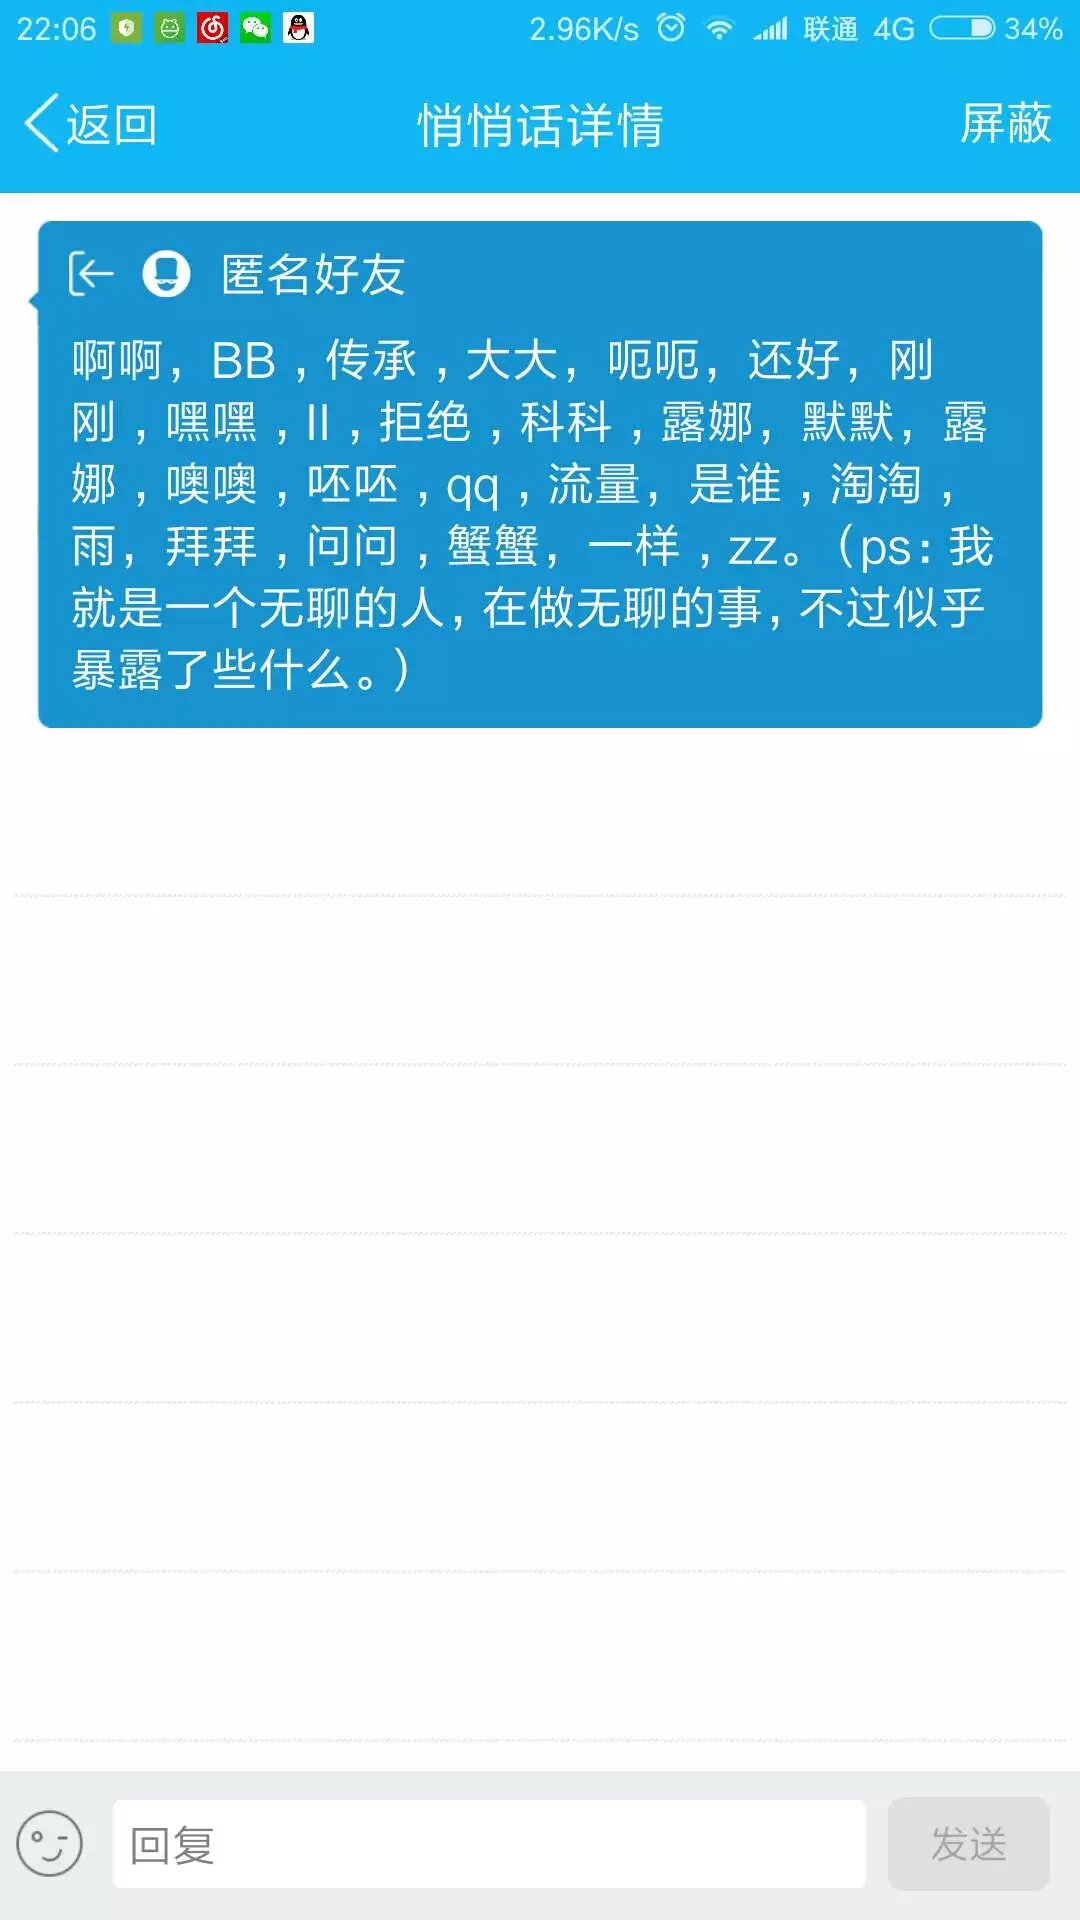 22:06 2.96K/s 联通 4G 34%
返回 悄悄话详情 屏蔽
匿名好友
啊啊，BB，传承，大大，呃呃，还好，刚
刚，嘿嘿，II，拒绝，科科，露娜，默默，露
娜，噢噢，呸呸，qq，流量，是谁，淘淘，
雨，拜拜，问问，蟹蟹，一样，zz。（ps：我
就是一个无聊的人，在做无聊的事，不过似乎
暴露了些什么。）
回复 发送